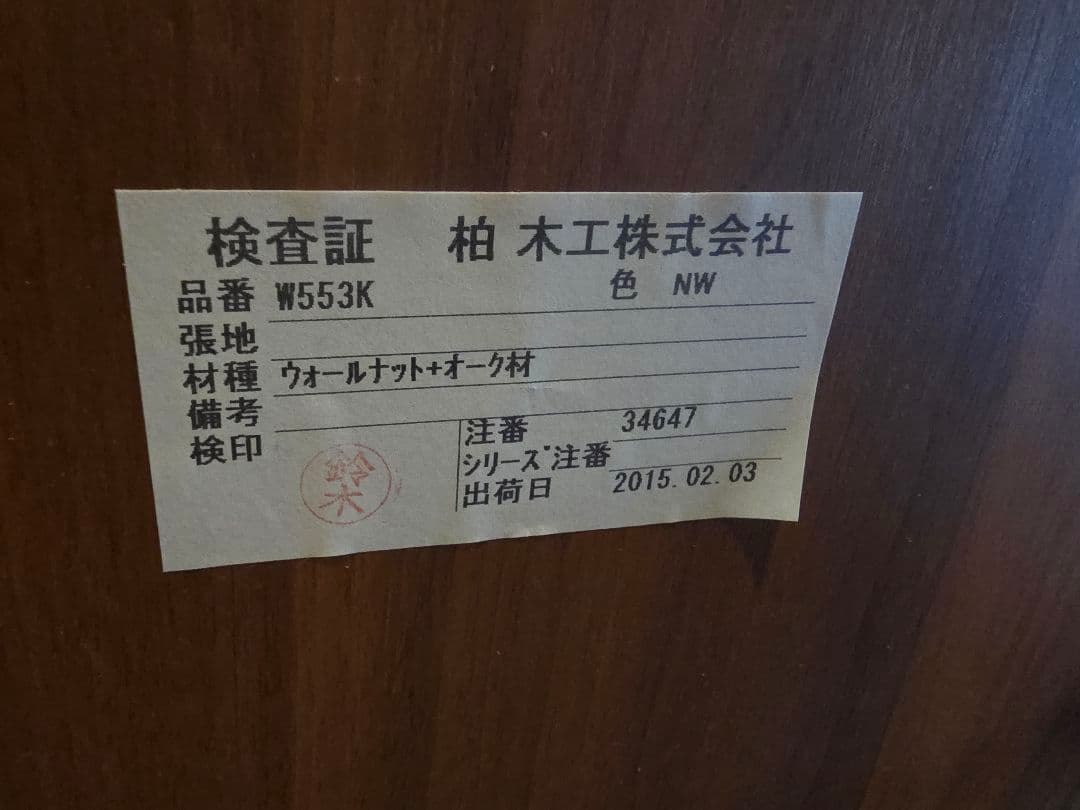 検査証 柏 木工株式会社
品番 W553K 色 NW
張地
材種 ウォールナット+オーク材
備考
検印 鈴木
注番 34647
シリーズ注番
出荷日 2015.02.03